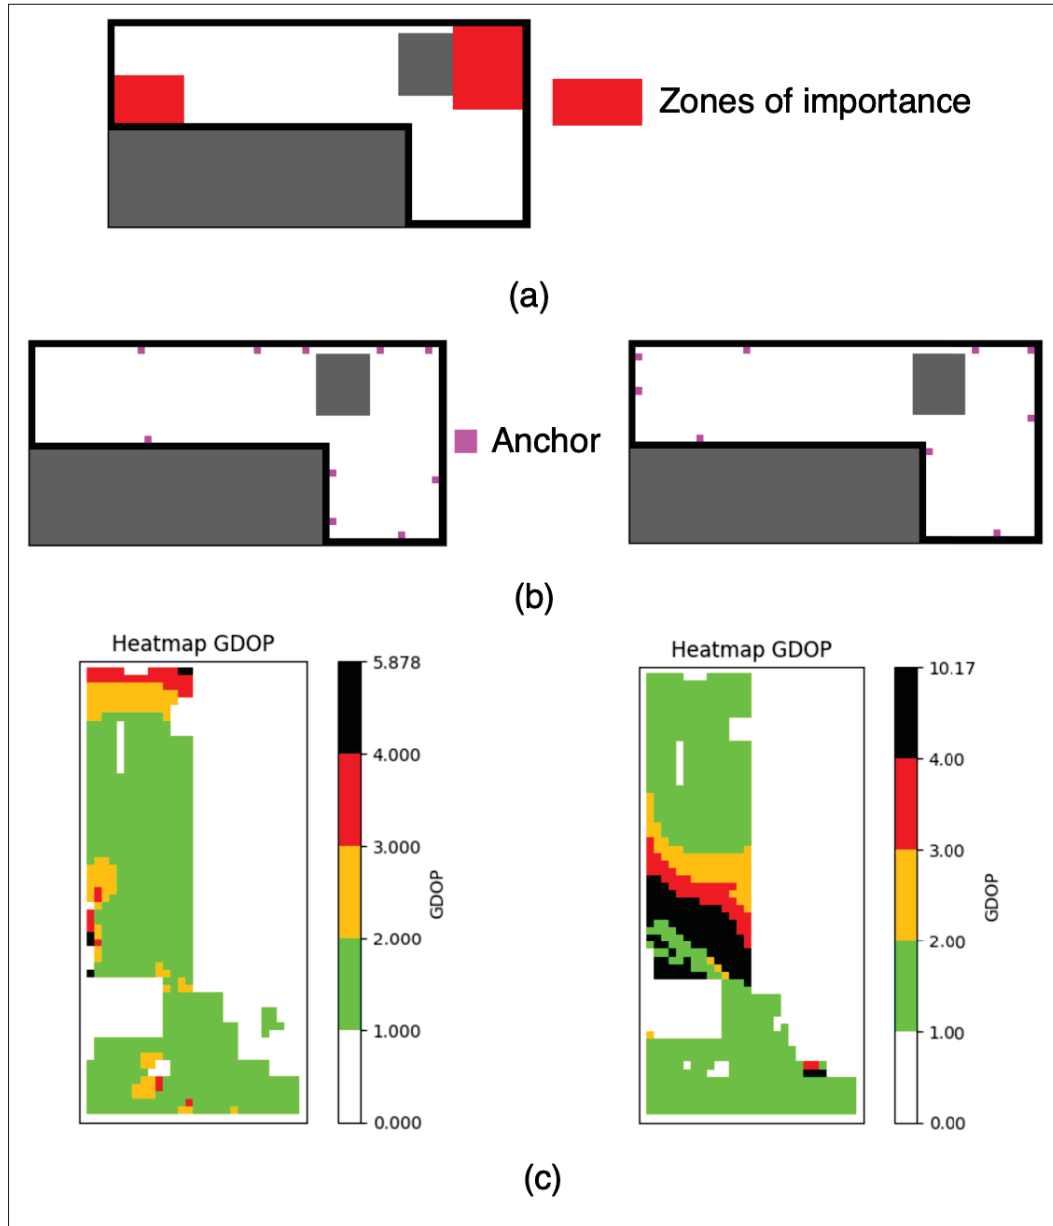 Zones of importance
(a)
Anchor
(b)
Heatmap GDOP
5.878
4.000
3.000
2.000
1.000
0.000
GDOP
Heatmap GDOP
10.17
4.00
3.00
2.00
1.00
0.00
GDOP
(c)